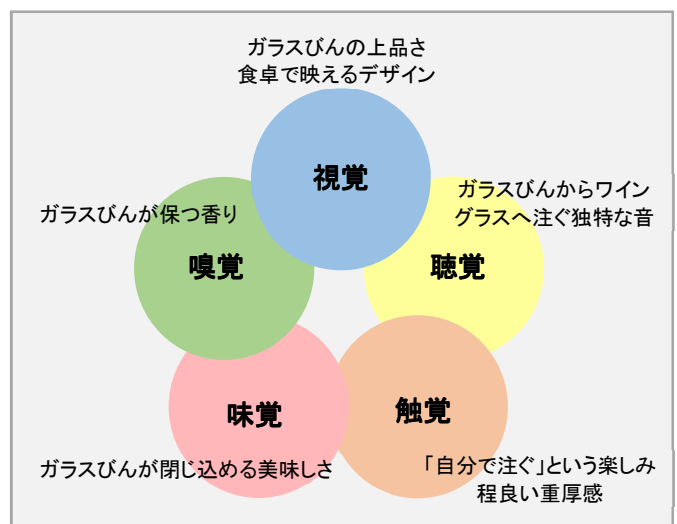 ガラスびんの上品さ
食卓で映えるデザイン
視覚
ガラスびんからワイン
グラスへ注ぐ独特な音
聴覚
ガラスびんが保つ香り
嗅覚
味覚
ガラスびんが閉じ込める美味しさ
触覚
「自分で注ぐ」という楽しみ
程良い重厚感